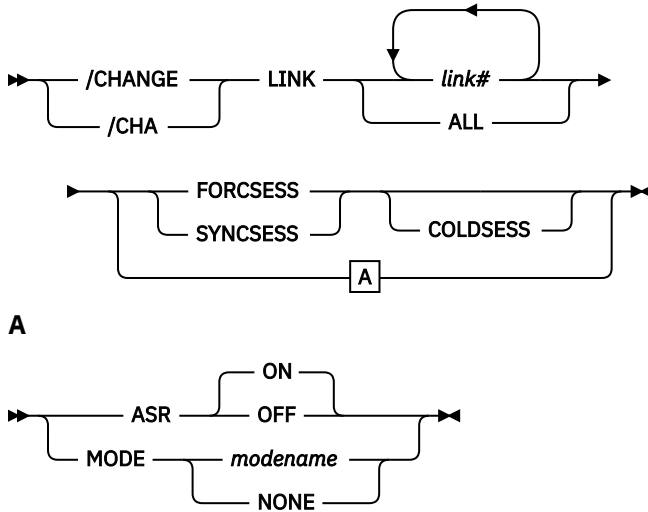 /CHANGE LINK link#
/CHA ALL
FORCSESS
SYNCSESS COLDSESS
A
A
ON
ASR OFF
MODE modename
NONE